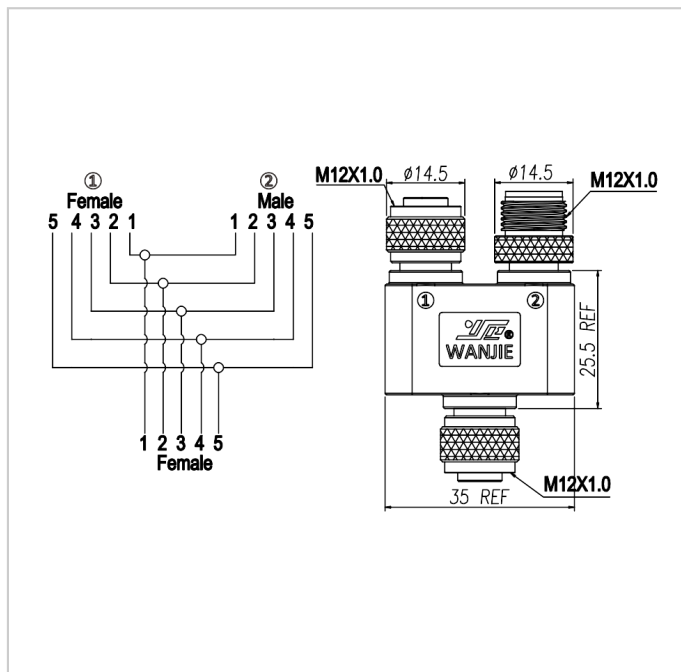 ① ②
Female Male
5 4 3 2 1 1 2 3 4 5
1 2 3 4 5
Female
M12X1.0 ø14.5 ø14.5 M12X1.0
① ②
WANJIE
25.5 REF
M12X1.0
35 REF